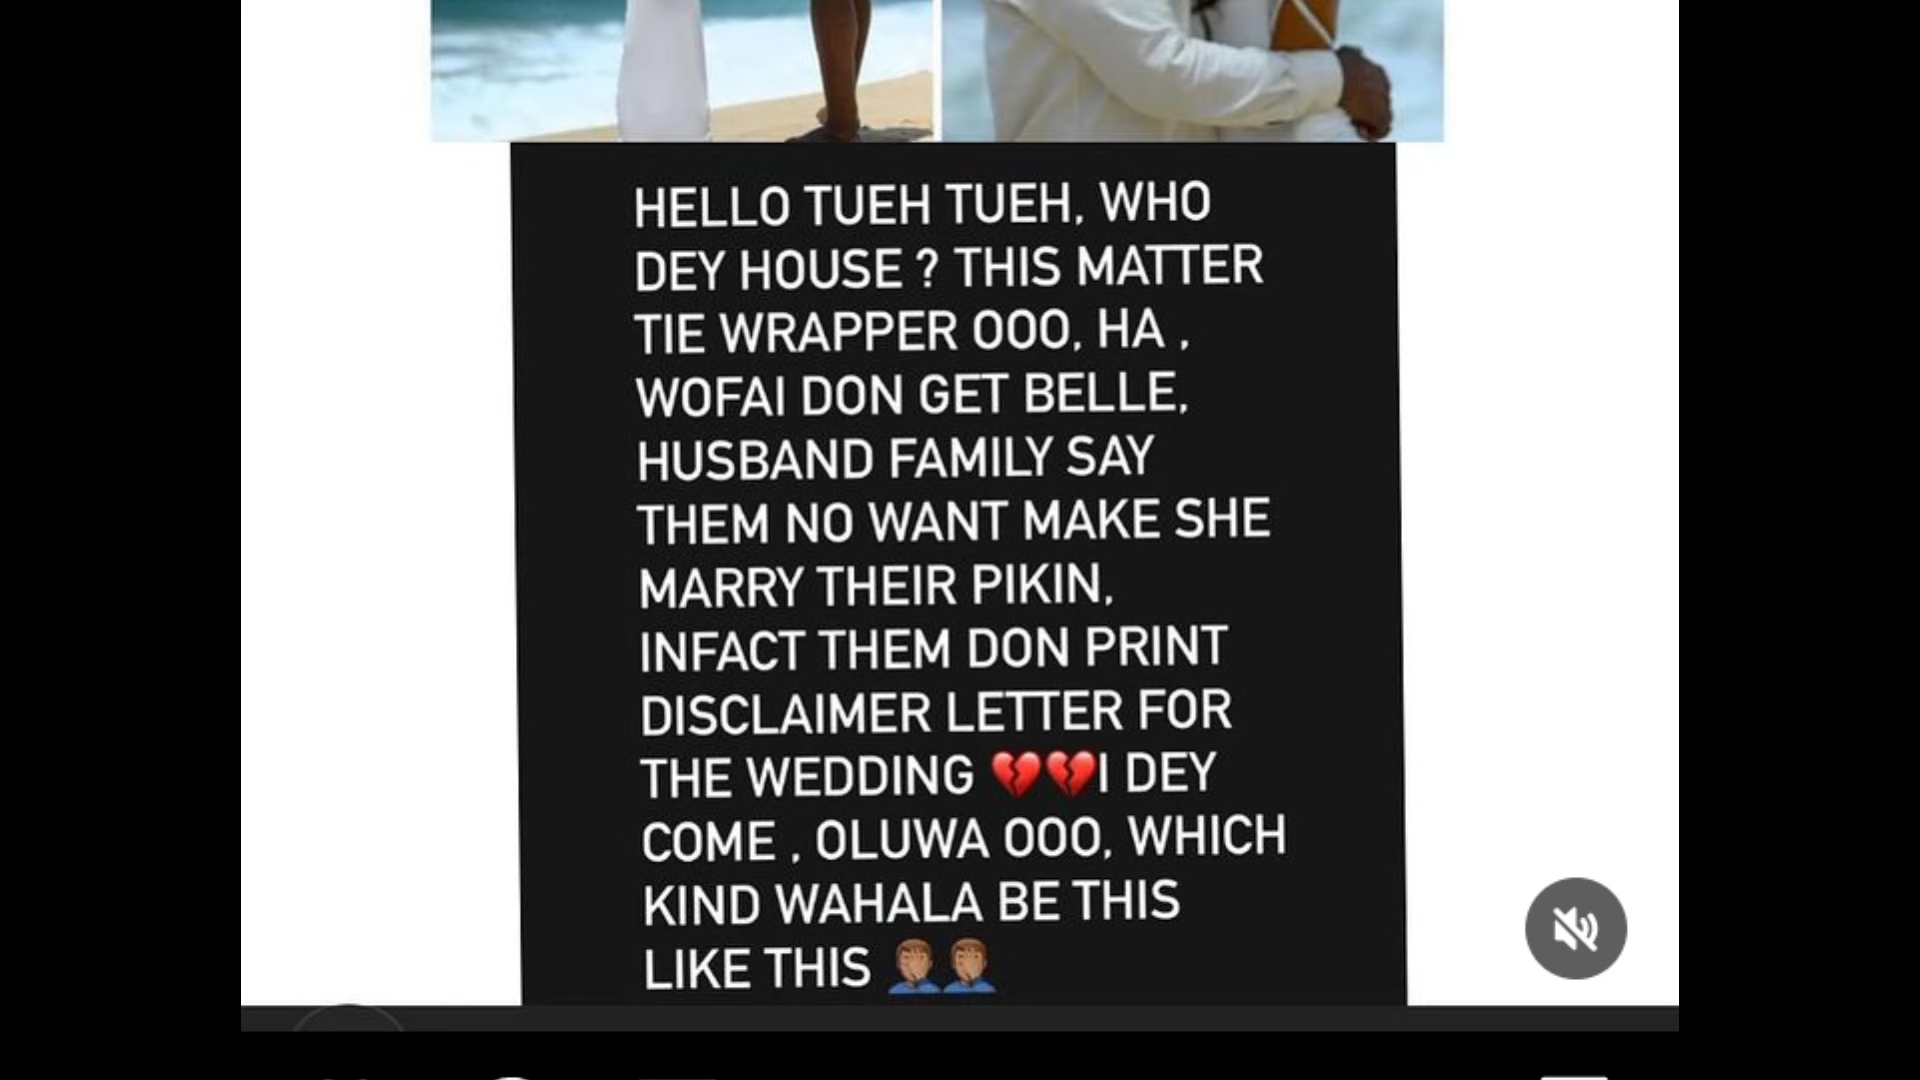 HELLO TUEH TUEH, WHO
DEY HOUSE ? THIS MATTER
TIE WRAPPER OOO, HA ,
WOFAI DON GET BELLE,
HUSBAND FAMILY SAY
THEM NO WANT MAKE SHE
MARRY THEIR PIKIN,
INFACT THEM DON PRINT
DISCLAIMER LETTER FOR
THE WEDDING 💔💔I DEY
COME , OLUWA OOO, WHICH
KIND WAHALA BE THIS
LIKE THIS 🤦🏽‍♂️🤦🏽‍♂️